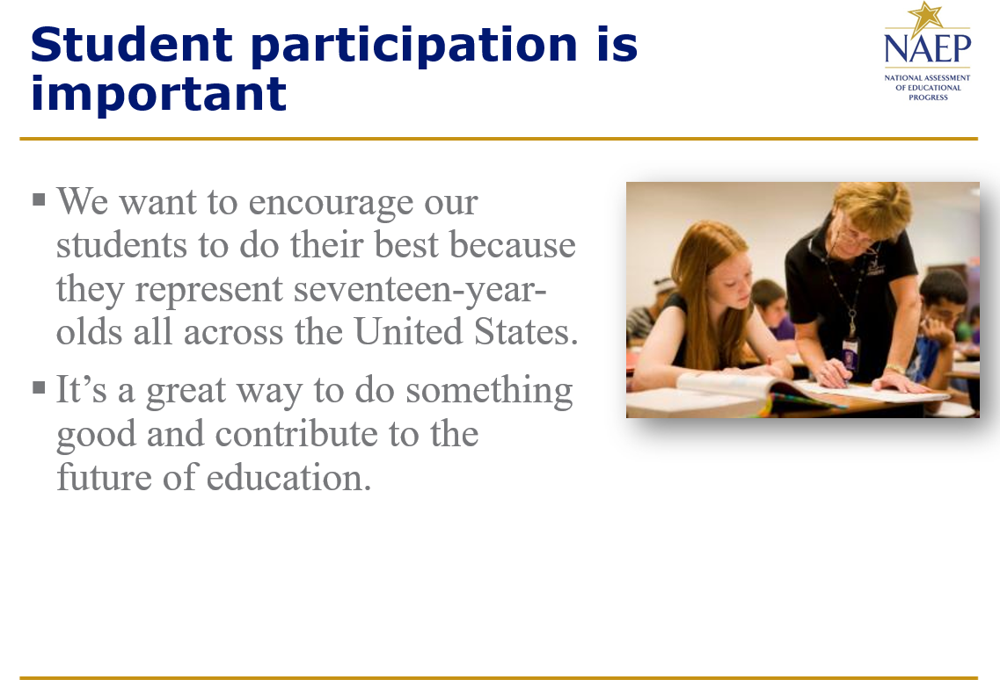 Student participation is
important
NAEP
NATIONAL ASSESSMENT
OF EDUCATIONAL
PROGRESS
▪ We want to encourage our
students to do their best because
they represent seventeen-year-
olds all across the United States.
▪ It’s a great way to do something
good and contribute to the
future of education.